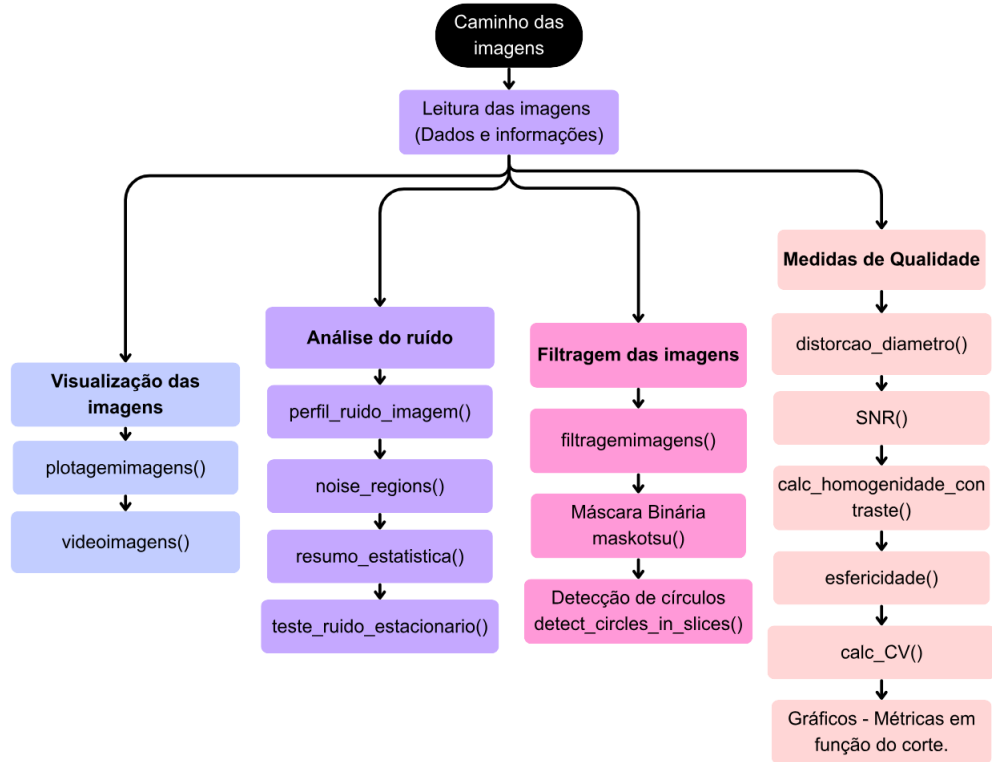 Caminho das
imagens
Leitura das imagens
(Dados e informações)
Visualização das
imagens
plotagemimagens()
videoimagens()
Análise do ruído
perfil_ruido_imagem()
noise_regions()
resumo_estatistica()
teste_ruido_estacionario()
Filtragem das imagens
filtragemimagens()
Máscara Binária
maskotsu()
Detecção de círculos
detect_circles_in_slices()
Medidas de Qualidade
distorcao_diametro()
SNR()
calc_homogenidade_con
traste()
esfericidade()
calc_CV()
Gráficos - Métricas em
função do corte.